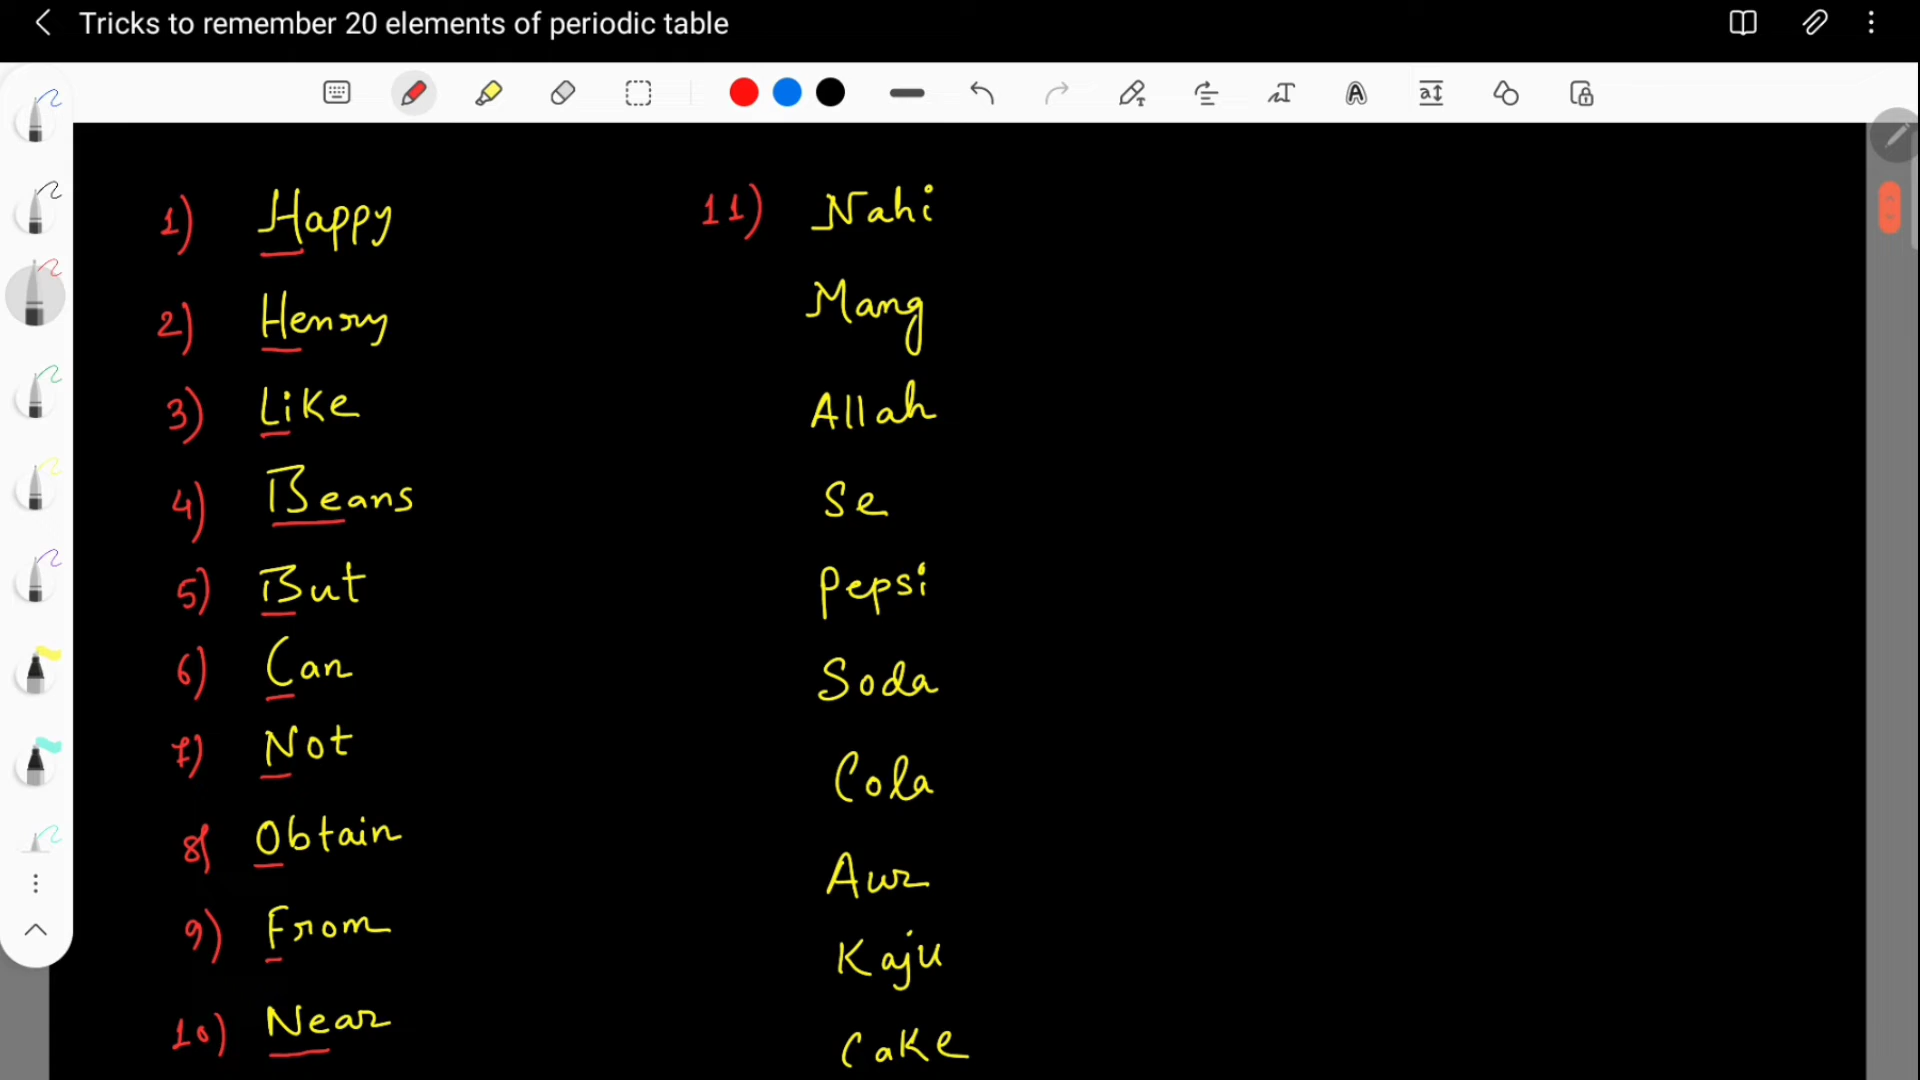 Tricks to remember 20 elements of periodic table
1) Happy
2) Henry
3) Like
4) Beans
5) But
6) Can
7) Not
8) Obtain
9) From
10) Near
11) Nahi
Mang
Allah
Se
Pepsi
Soda
Cola
Aur
Kaju
Cake